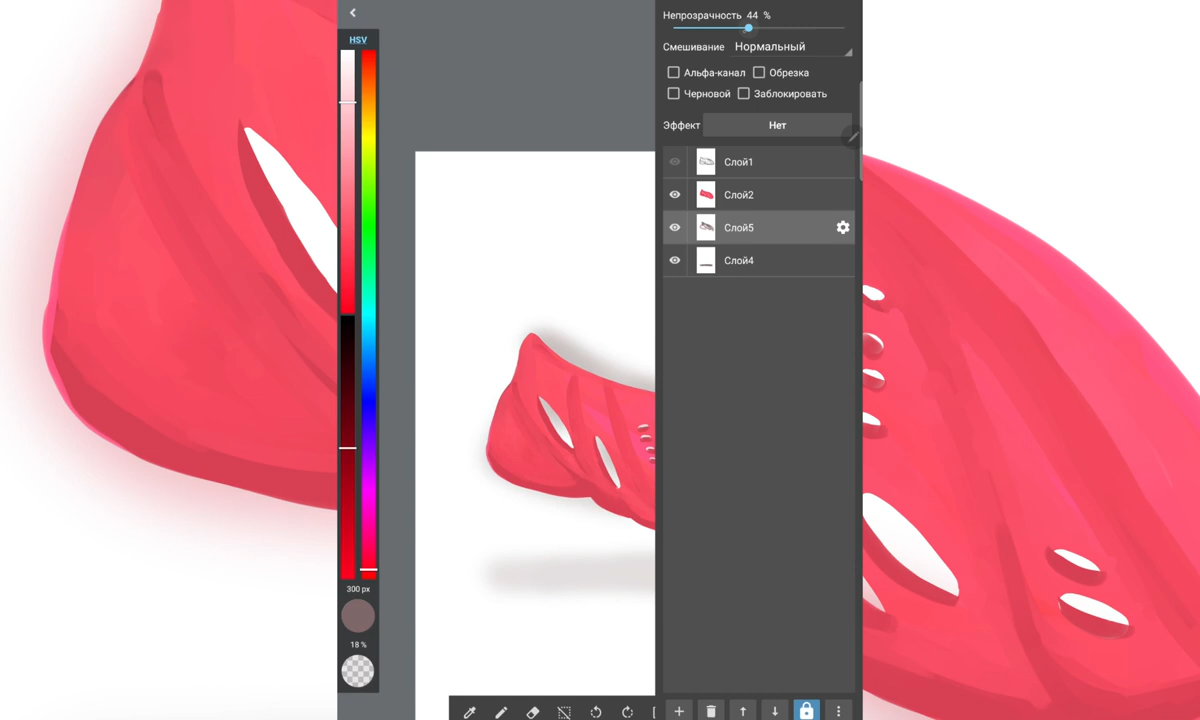 HSV
300 px
18 %
Непрозрачность 44 %
Смешивание Нормальный
Альфа-канал Обрезка
Черновой Заблокировать
Эффект Нет
Слой1
Слой2
Слой5
Слой4